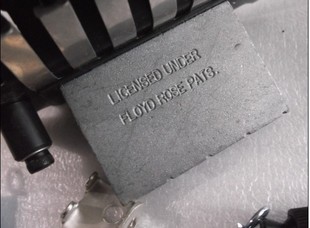 LICENSED UNDER
FLOYD ROSE PATS.